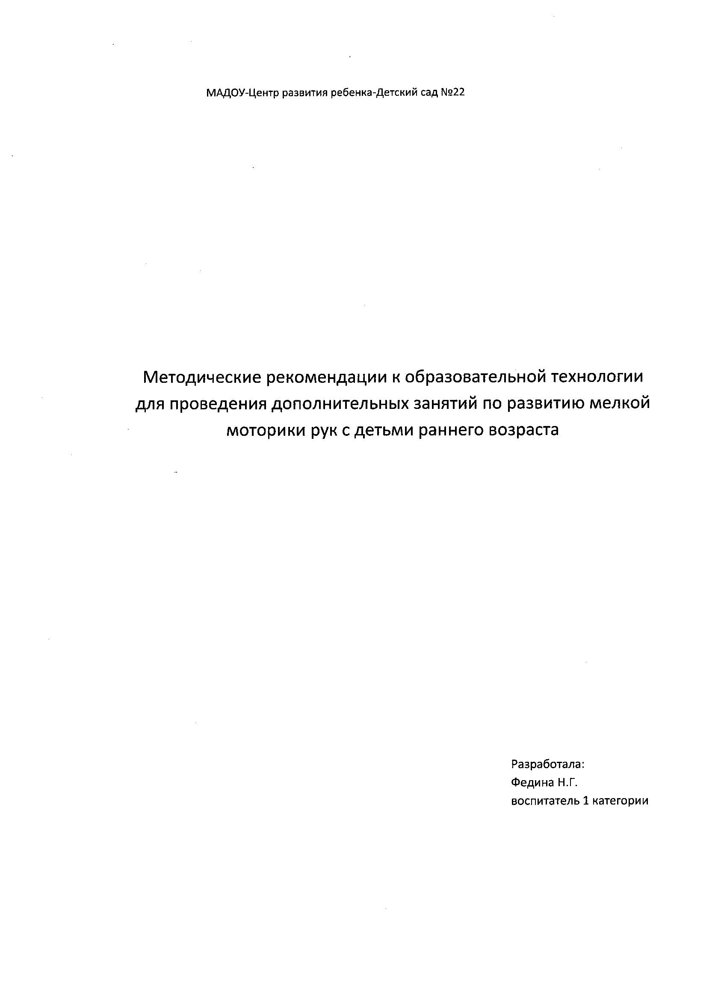 МАДОУ-Центр развития ребенка-Детский сад №22
Методические рекомендации к образовательной технологии
для проведения дополнительных занятий по развитию мелкой
моторики рук с детьми раннего возраста
Разработала:
Федина Н.Г.
воспитатель 1 категории